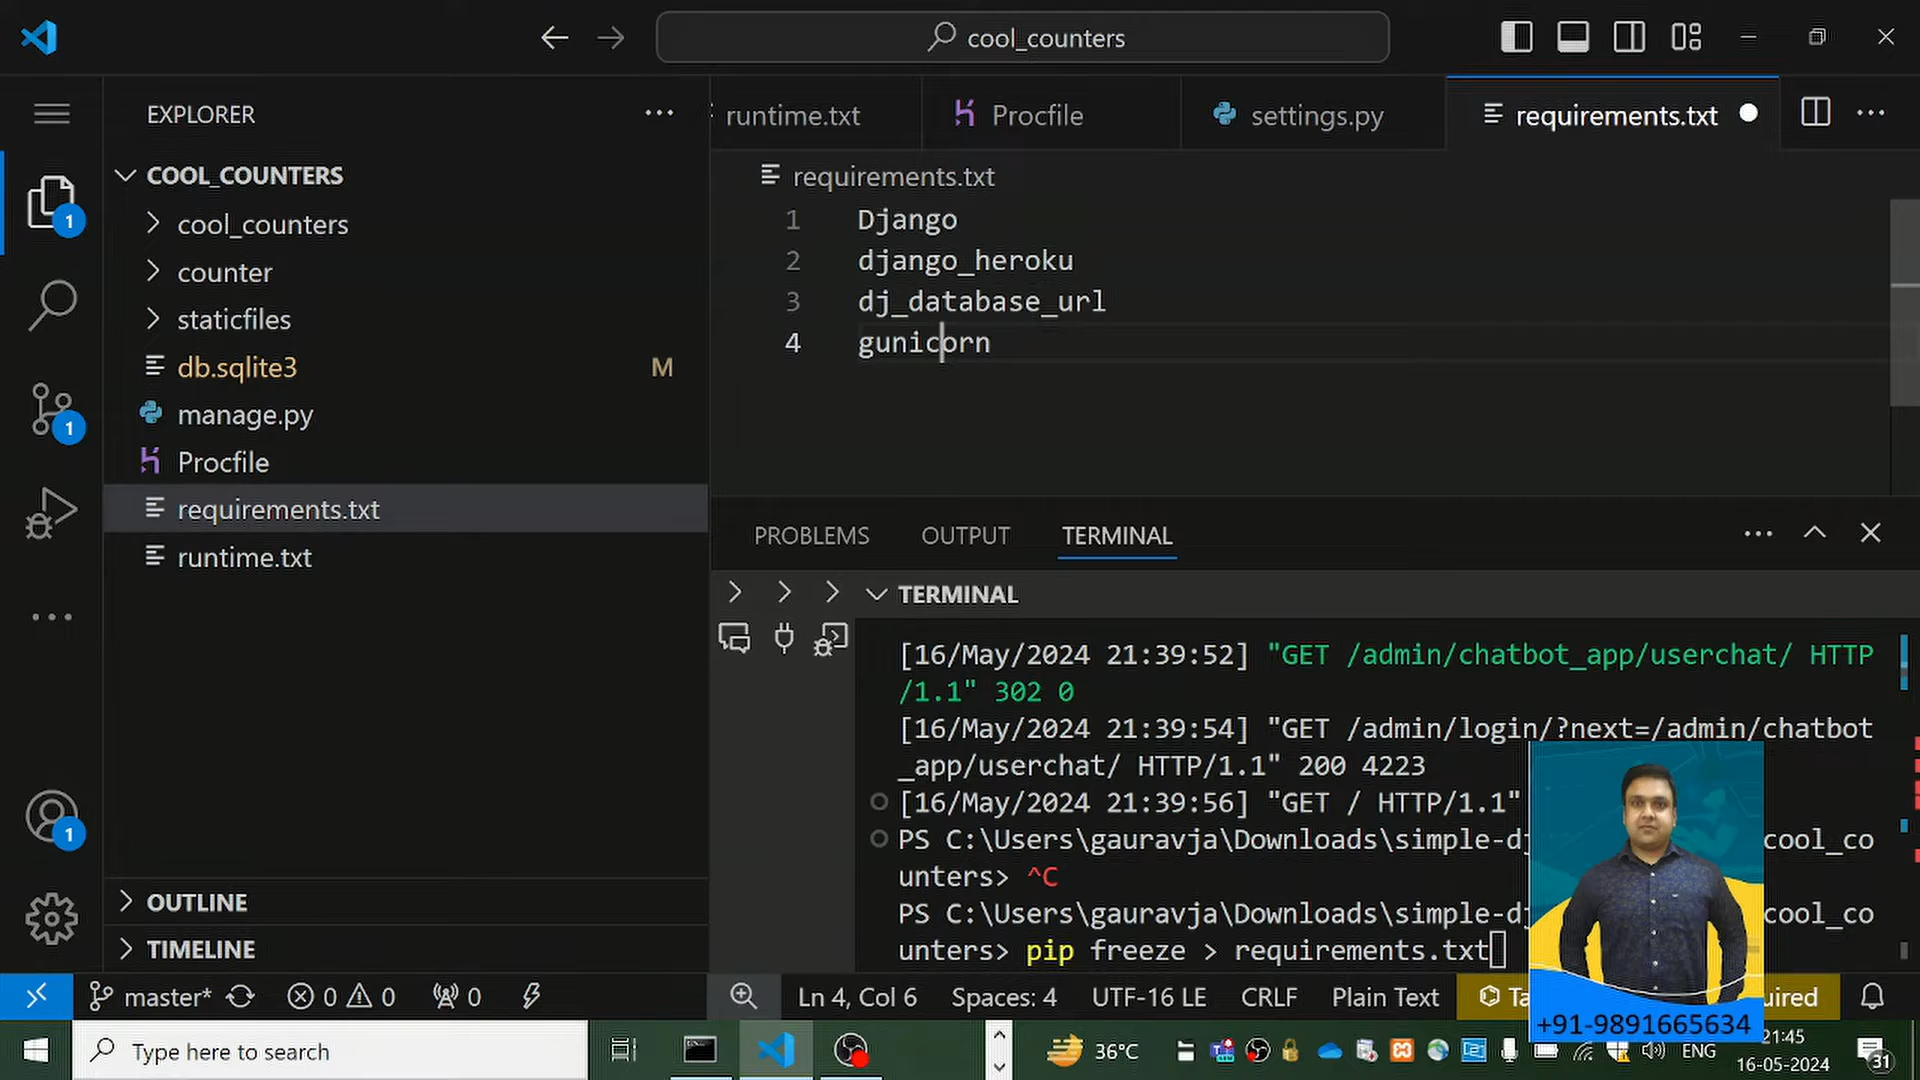 cool_counters
EXPLORER
runtime.txt
Procfile
settings.py
requirements.txt
COOL_COUNTERS
cool_counters
counter
staticfiles
db.sqlite3 M
manage.py
Procfile
requirements.txt
runtime.txt
OUTLINE
TIMELINE
requirements.txt
1 Django
2 django_heroku
3 dj_database_url
4 gunicorn
PROBLEMS OUTPUT TERMINAL
TERMINAL
[16/May/2024 21:39:52] "GET /admin/chatbot_app/userchat/ HTTP
/1.1" 302 0
[16/May/2024 21:39:54] "GET /admin/login/?next=/admin/chatbot
_app/userchat/ HTTP/1.1" 200 4223
[16/May/2024 21:39:56] "GET / HTTP/1.1"
PS C:\Users\gauravja\Downloads\simple-dj cool_co
unters> ^C
PS C:\Users\gauravja\Downloads\simple-dj cool_co
unters> pip freeze > requirements.txt
1
1
1
master* 0 0 0 Ln 4, Col 6 Spaces: 4 UTF-16 LE CRLF Plain Text
+91-9891665634
Type here to search
36°C
ENG
21:45
16-05-2024
31